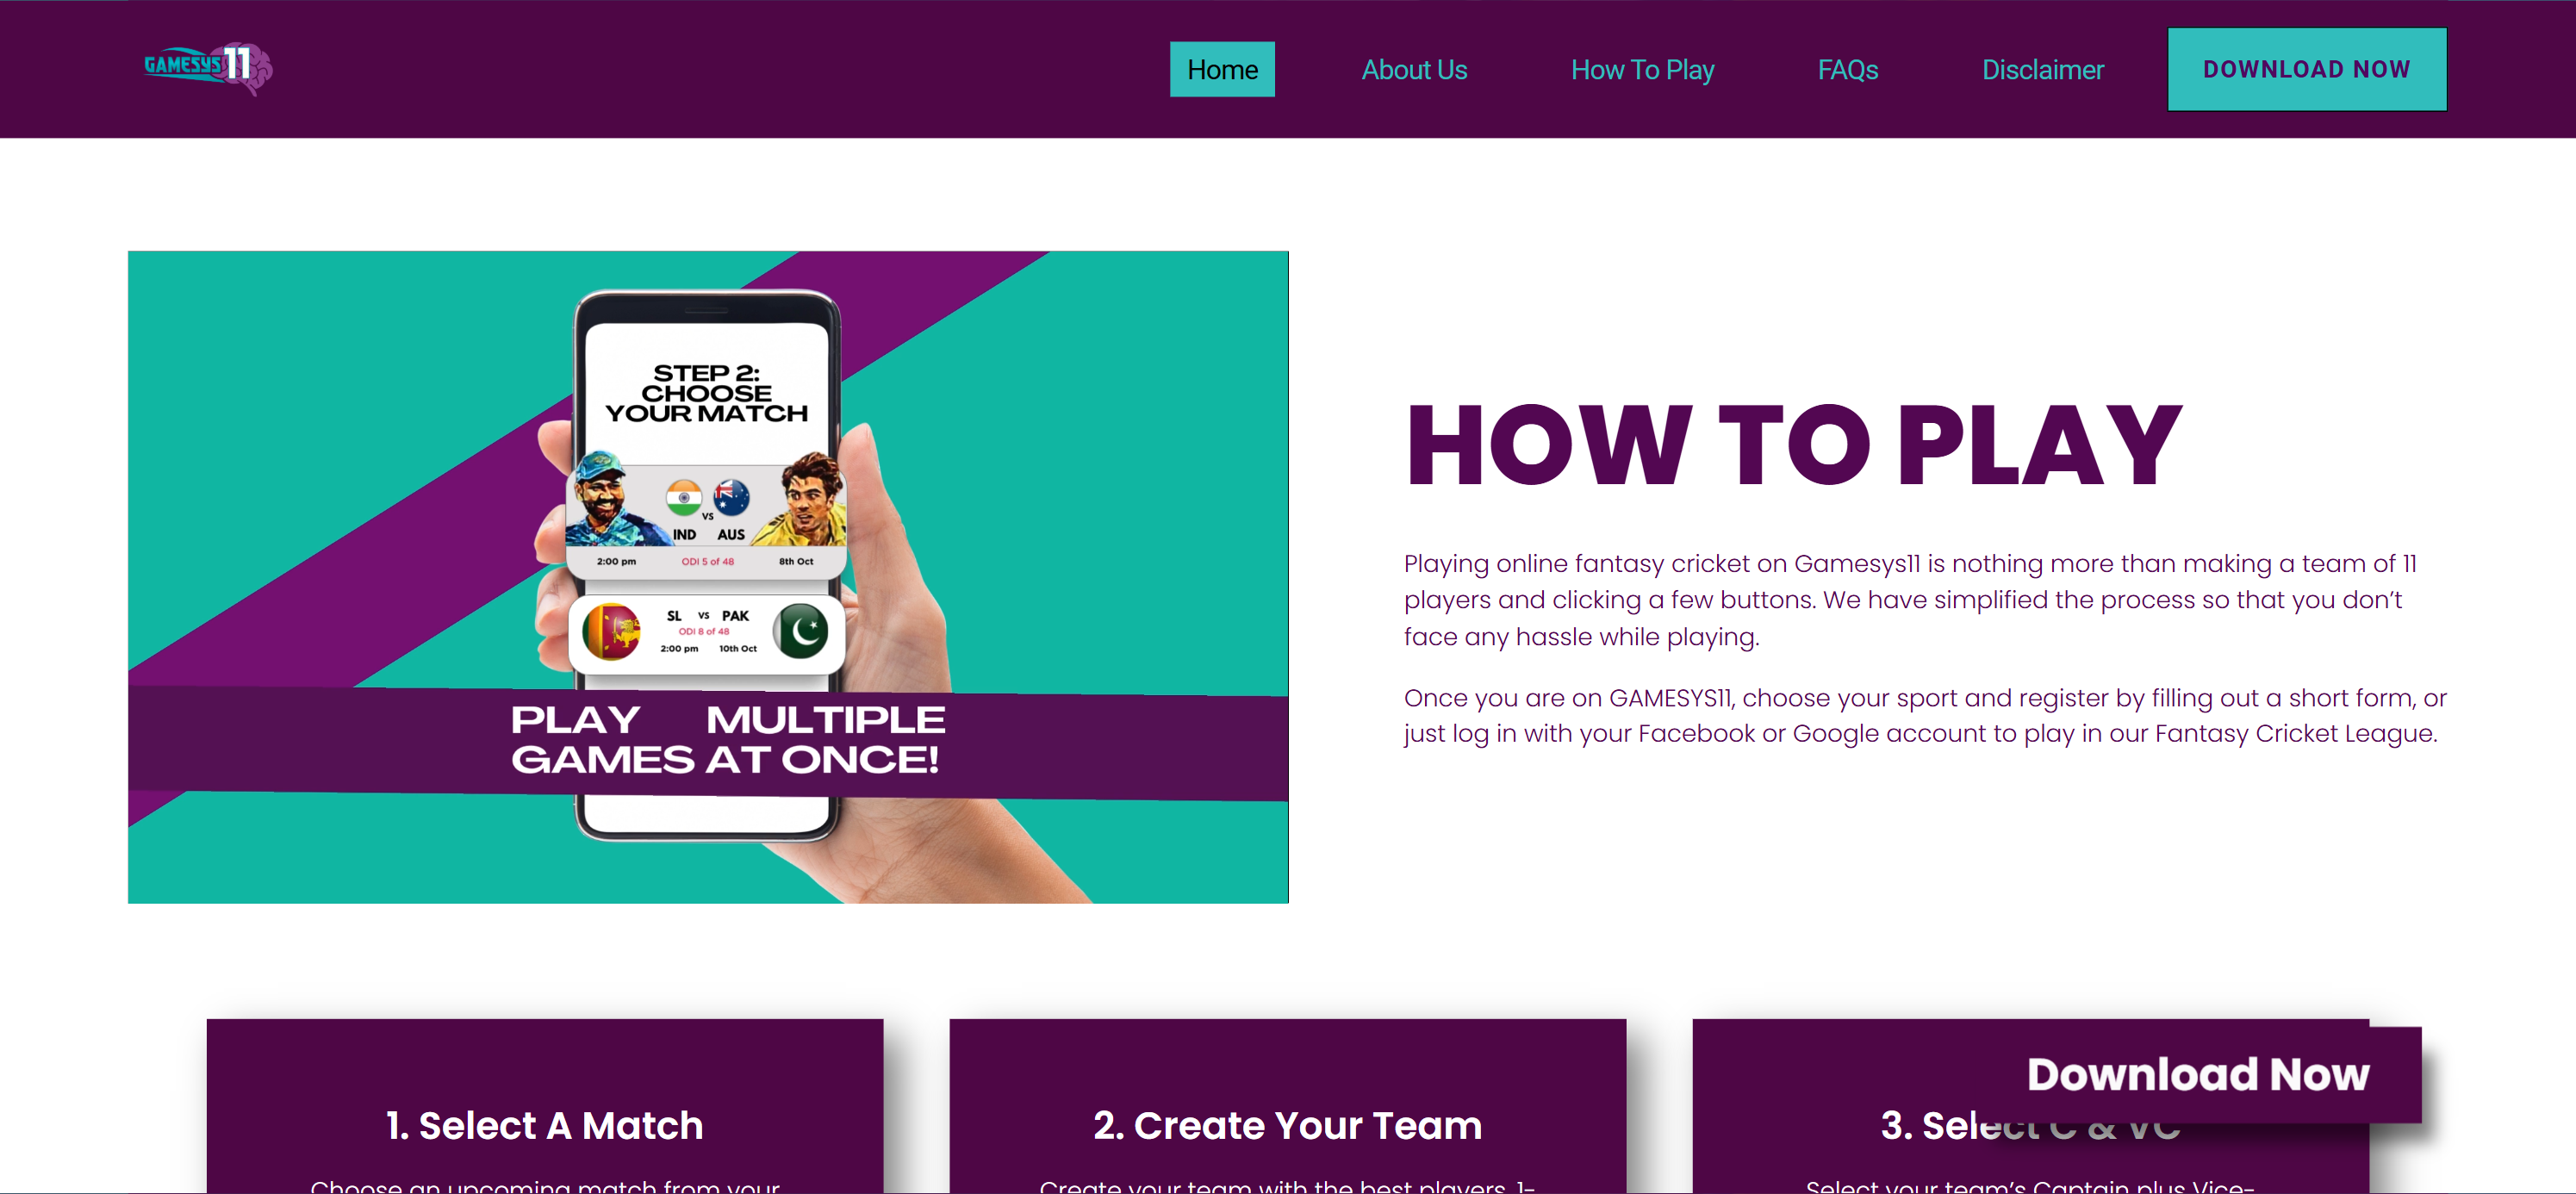 GAMESYS 11
Home
About Us
How To Play
FAQs
Disclaimer
DOWNLOAD NOW
STEP 2:
CHOOSE
YOUR MATCH
VS
IND AUS
2:00 pm ODI 5 of 48 8th Oct
SL VS PAK
ODI 8 of 48
2:00 pm 10th Oct
PLAY MULTIPLE
GAMES AT ONCE!
HOW TO PLAY
Playing online fantasy cricket on Gamesys11 is nothing more than making a team of 11
players and clicking a few buttons. We have simplified the process so that you don’t
face any hassle while playing.
Once you are on GAMESYS11, choose your sport and register by filling out a short form, or
just log in with your Facebook or Google account to play in our Fantasy Cricket League.
1. Select A Match
Choose an upcoming match from your
2. Create Your Team
Create your team with the best players, 1-
Download Now
3. Select C & VC
Select your team’s Captain plus Vice-